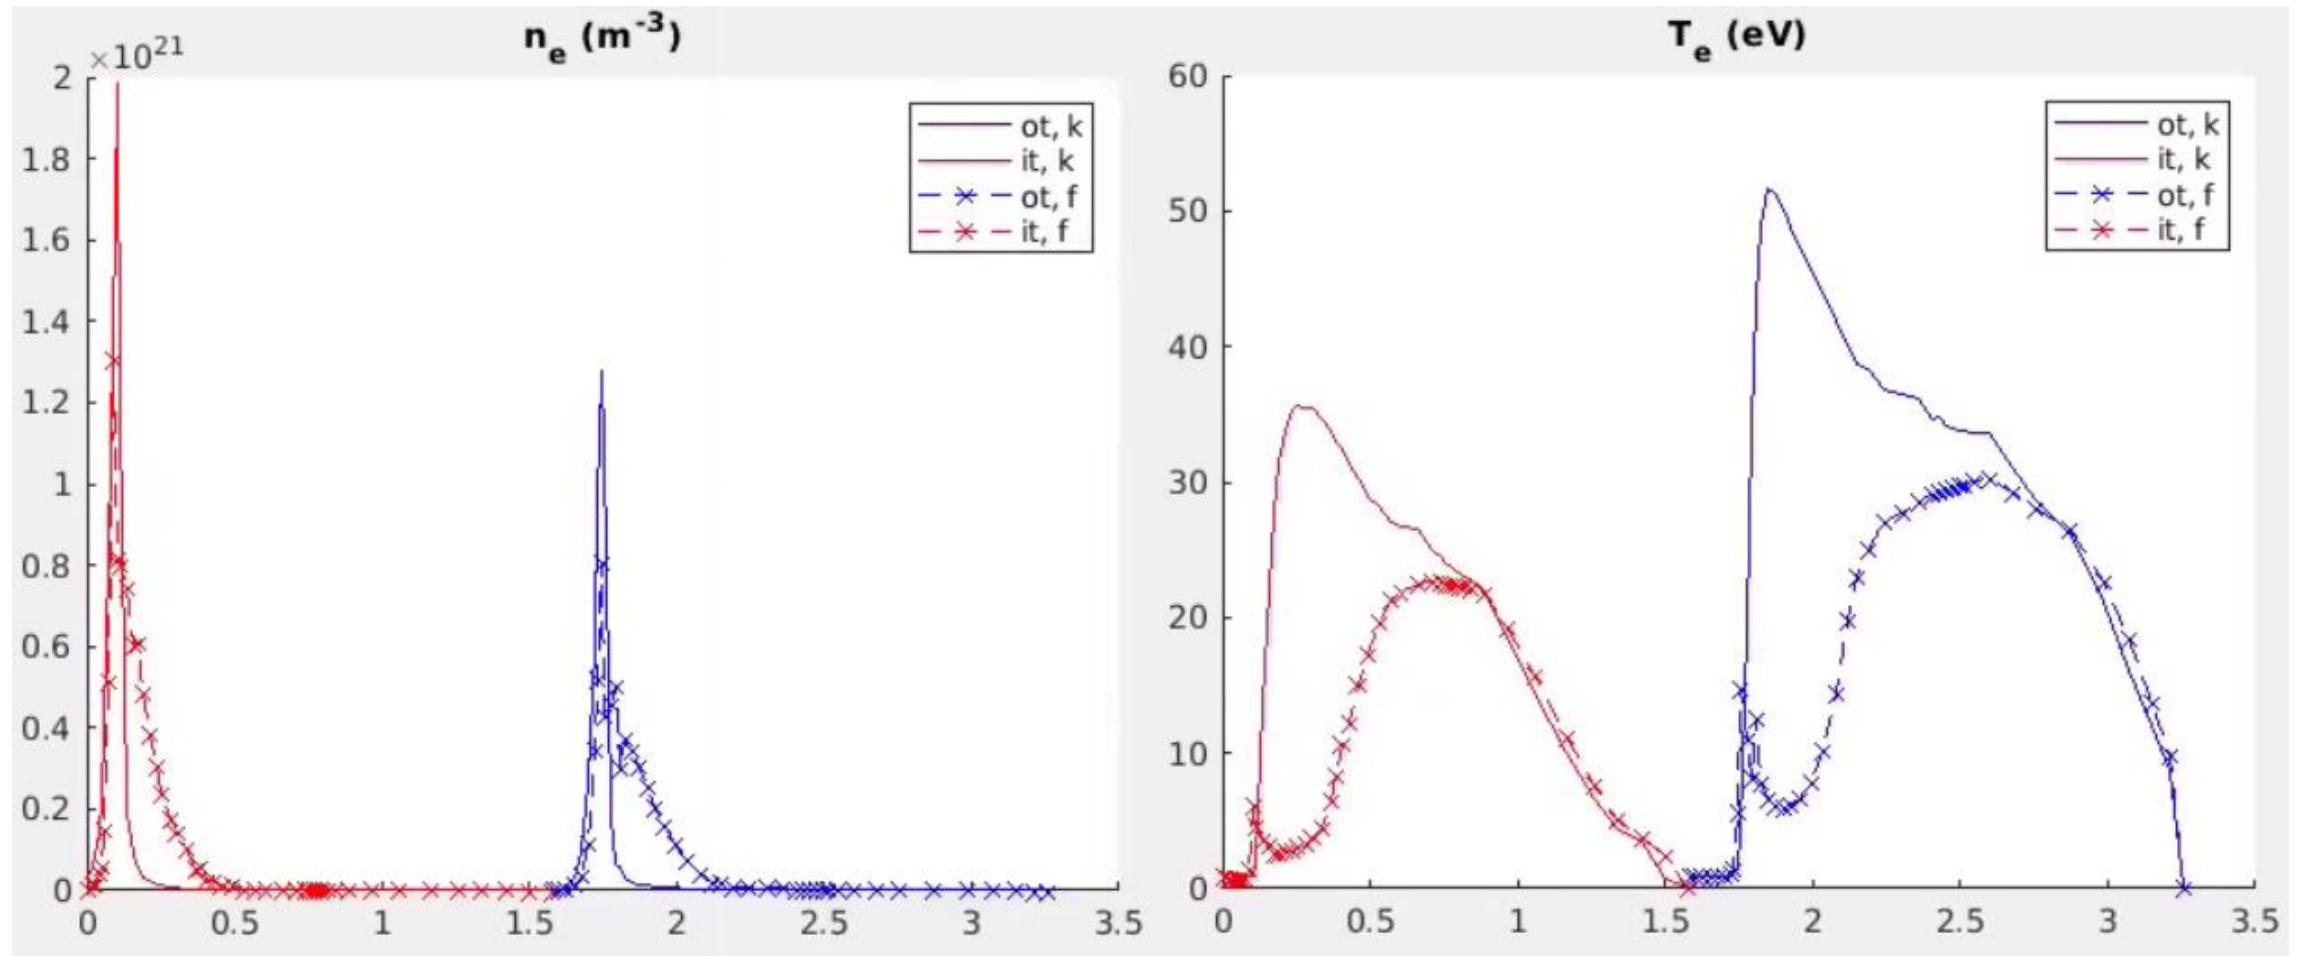 n_e (m^-3)
×10^21
2
1.8
1.6
1.4
1.2
1
0.8
0.6
0.4
0.2
0
0 0.5 1 1.5 2 2.5 3 3.5
ot, k
it, k
ot, f
it, f
T_e (eV)
60
50
40
30
20
10
0
0 0.5 1 1.5 2 2.5 3 3.5
ot, k
it, k
ot, f
it, f